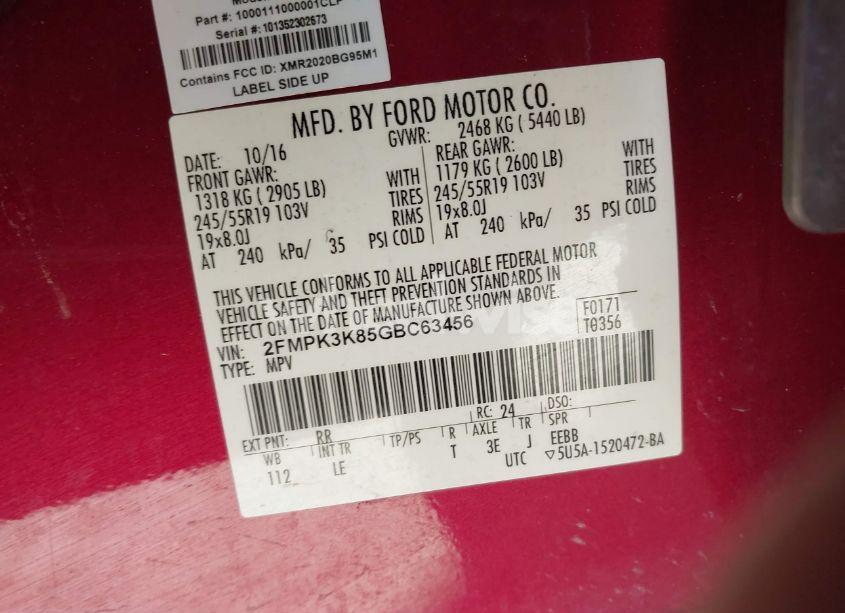 Part #: 1000111000001CLP
Serial #: 101352302673
Contains FCC ID: XMR2020BG95M1
LABEL SIDE UP
MFD. BY FORD MOTOR CO.
DATE: 10/16 GVWR: 2468 KG ( 5440 LB)
FRONT GAWR: REAR GAWR:
1318 KG ( 2905 LB) WITH 1179 KG ( 2600 LB) WITH
245/55R19 103V TIRES 245/55R19 103V TIRES
19x8.0J RIMS 19x8.0J RIMS
AT 240 kPa/ 35 PSI COLD AT 240 kPa/ 35 PSI COLD
THIS VEHICLE CONFORMS TO ALL APPLICABLE FEDERAL MOTOR
VEHICLE SAFETY AND THEFT PREVENTION STANDARDS IN
EFFECT ON THE DATE OF MANUFACTURE SHOWN ABOVE.
VIN: 2FMPK3K85GBC63456 F0171
TYPE: MPV T0356
EXT PNT: RR RC: 24 DSO:
WB INT TR TP/PS R AXLE TR SPR
112 LE T 3E J EEBB
UTC ▽5U5A-1520472-BA